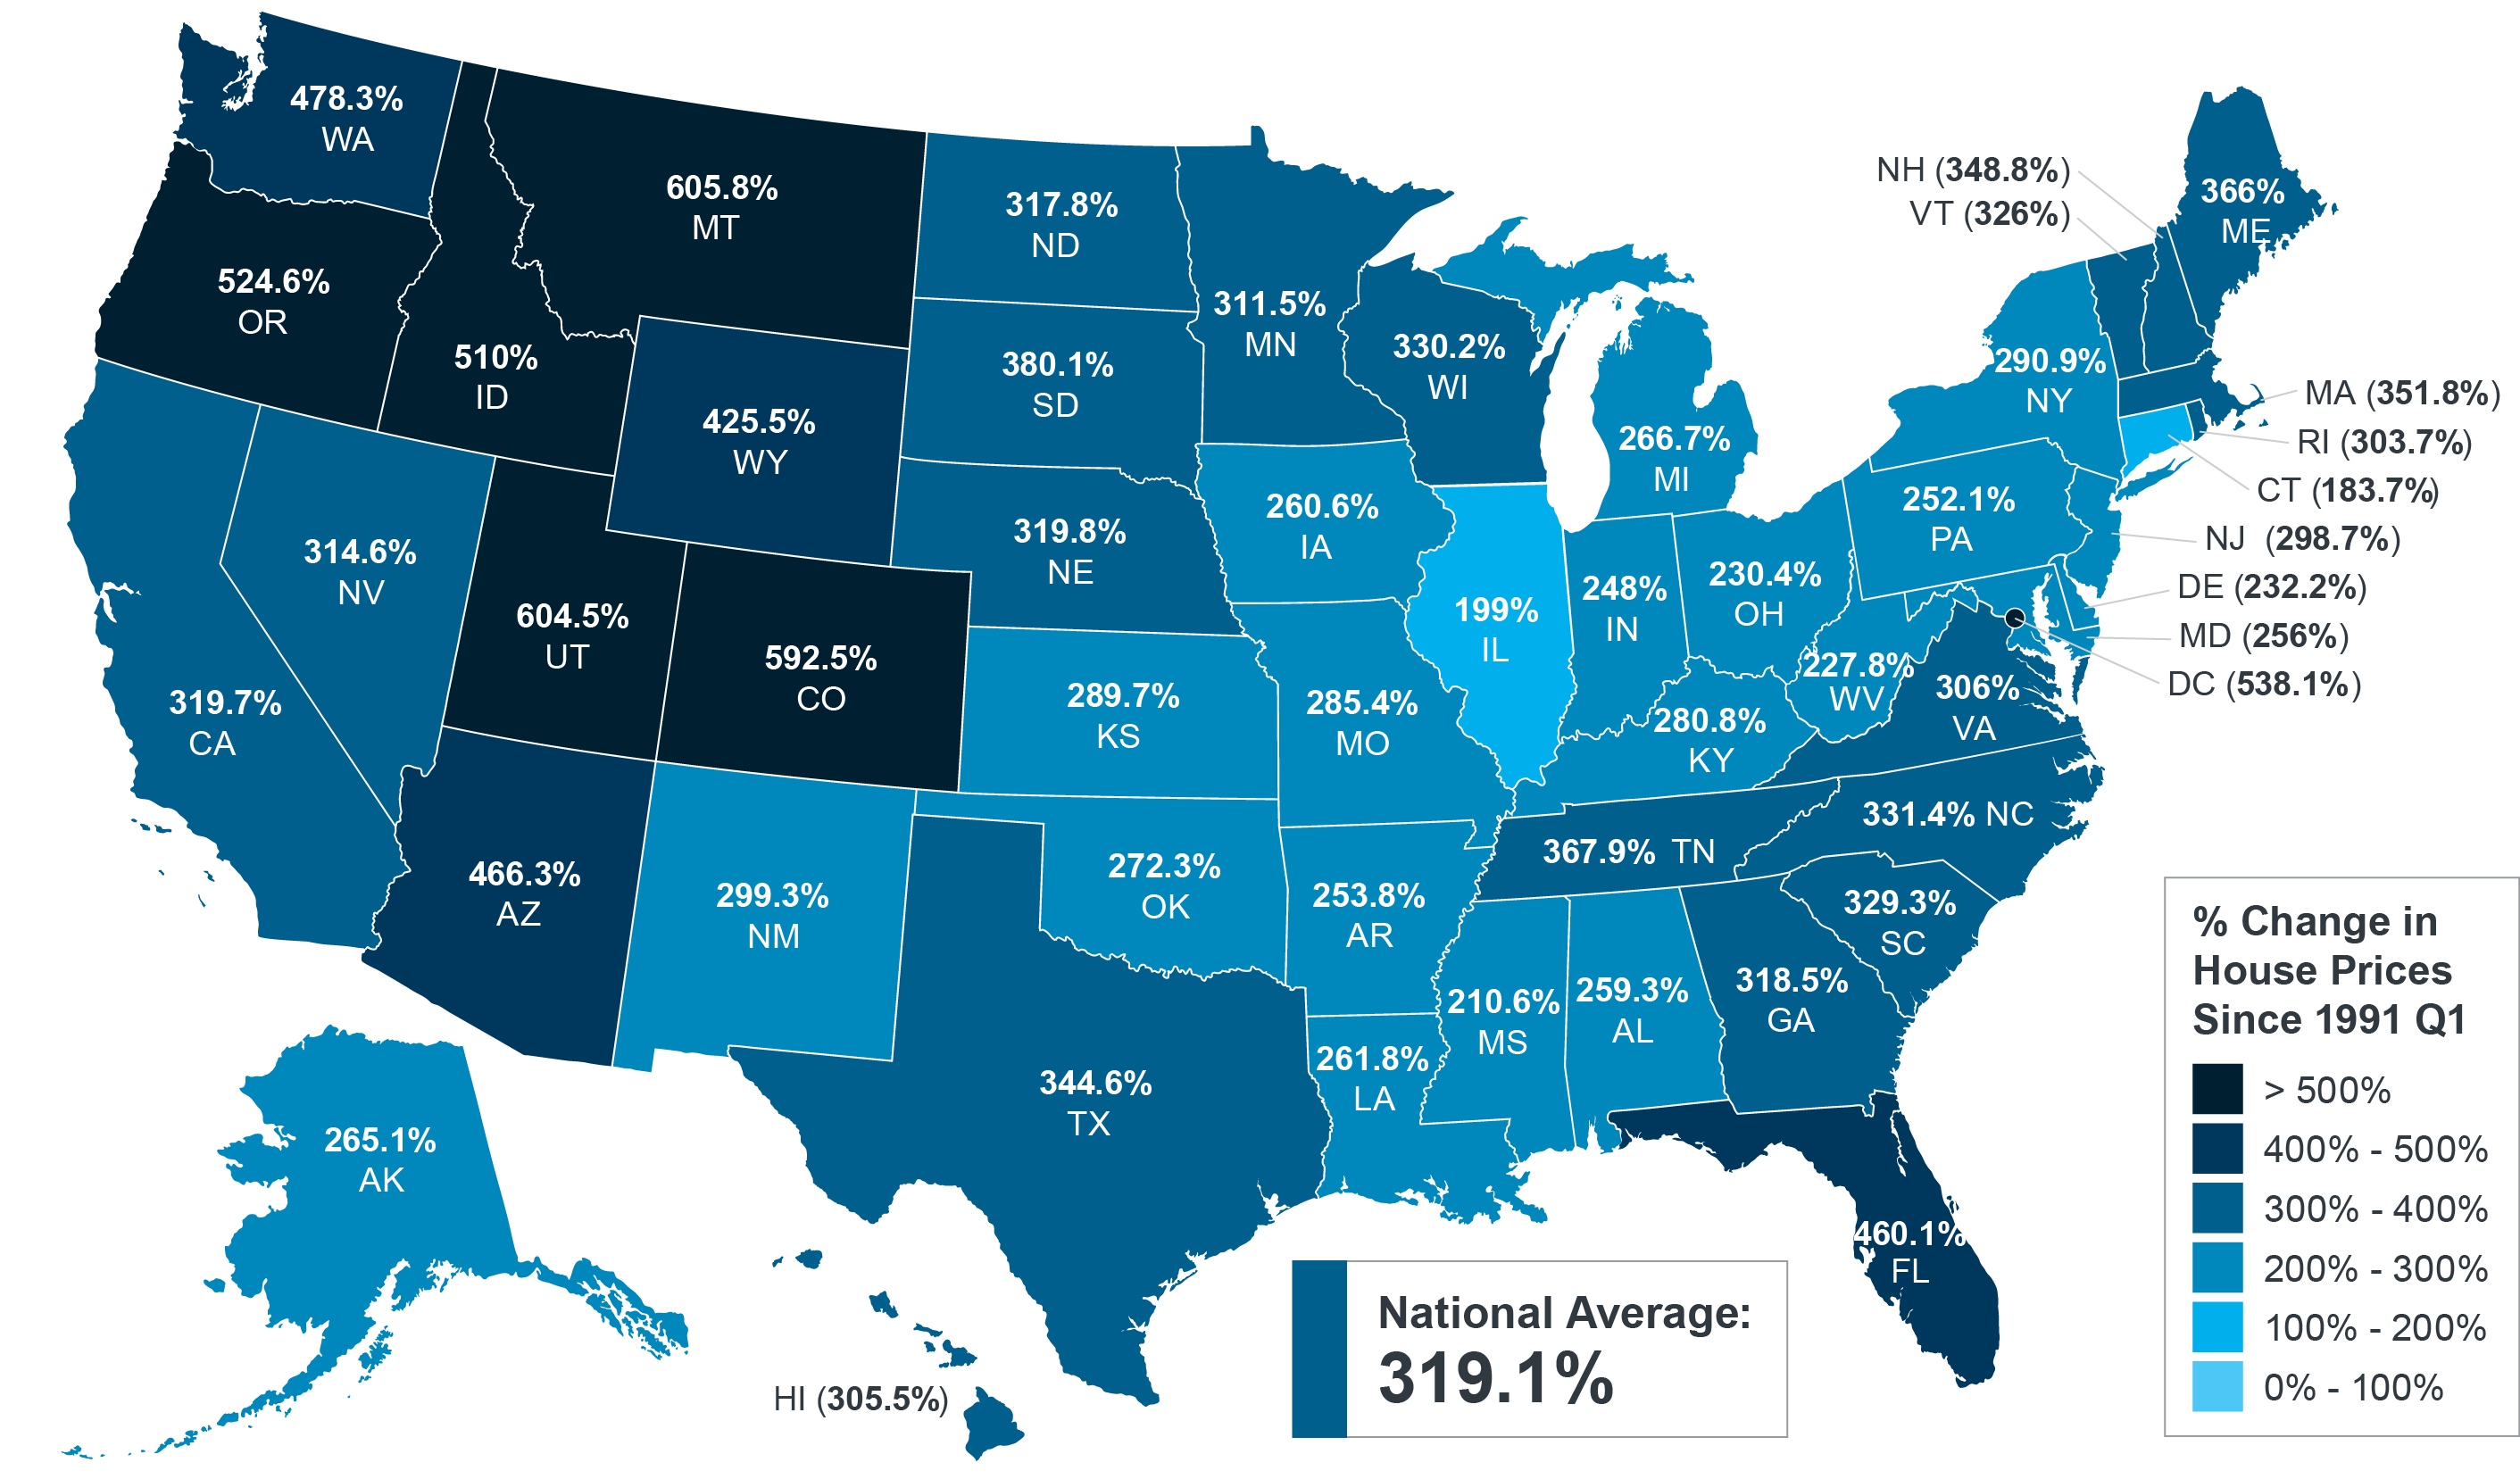 478.3%
WA
605.8%
MT
317.8%
ND
NH (348.8%)
VT (326%)
366%
ME
524.6%
OR
510%
ID
311.5%
MN
330.2%
WI
380.1%
SD
425.5%
WY
266.7%
MI
290.9%
NY
MA (351.8%)
RI (303.7%)
CT (183.7%)
NJ (298.7%)
DE (232.2%)
MD (256%)
DC (538.1%)
314.6%
NV
319.8%
NE
260.6%
IA
252.1%
PA
604.5%
UT
592.5%
CO
199%
IL
248%
IN
230.4%
OH
227.8%
WV
306%
VA
319.7%
CA
289.7%
KS
285.4%
MO
280.8%
KY
466.3%
AZ
299.3%
NM
272.3%
OK
253.8%
AR
367.9% TN
331.4% NC
329.3%
SC
210.6%
MS
259.3%
AL
318.5%
GA
261.8%
LA
344.6%
TX
265.1%
AK
460.1%
FL
HI (305.5%)
National Average:
319.1%
% Change in
House Prices
Since 1991 Q1
> 500%
400% - 500%
300% - 400%
200% - 300%
100% - 200%
0% - 100%